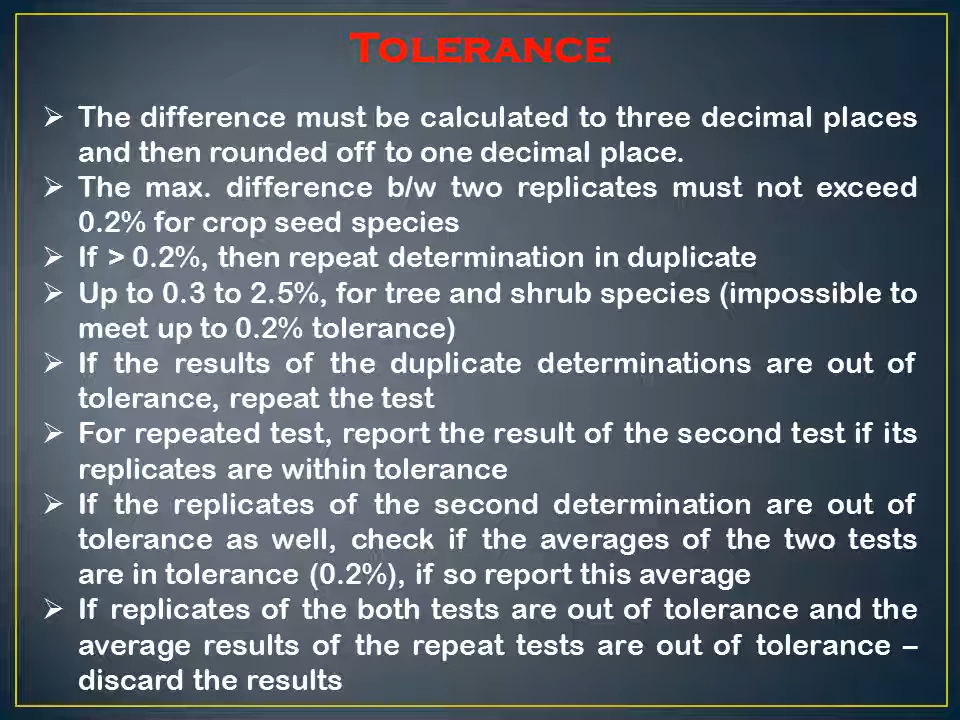 TOLERANCE
➢ The difference must be calculated to three decimal places
and then rounded off to one decimal place.
➢ The max. difference b/w two replicates must not exceed
0.2% for crop seed species
➢ If > 0.2%, then repeat determination in duplicate
➢ Up to 0.3 to 2.5%, for tree and shrub species (impossible to
meet up to 0.2% tolerance)
➢ If the results of the duplicate determinations are out of
tolerance, repeat the test
➢ For repeated test, report the result of the second test if its
replicates are within tolerance
➢ If the replicates of the second determination are out of
tolerance as well, check if the averages of the two tests
are in tolerance (0.2%), if so report this average
➢ If replicates of the both tests are out of tolerance and the
average results of the repeat tests are out of tolerance –
discard the results